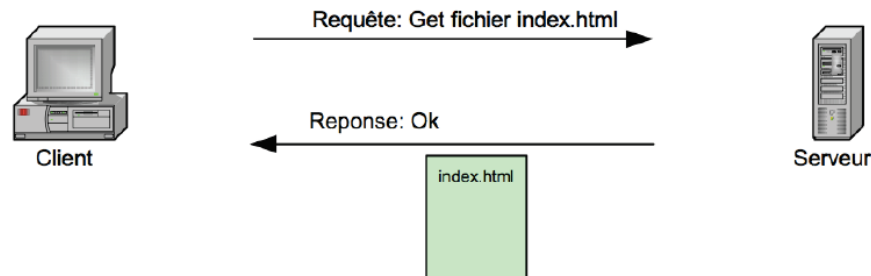 Requête: Get fichier index.html
Reponse: Ok
Client
Serveur
index.html